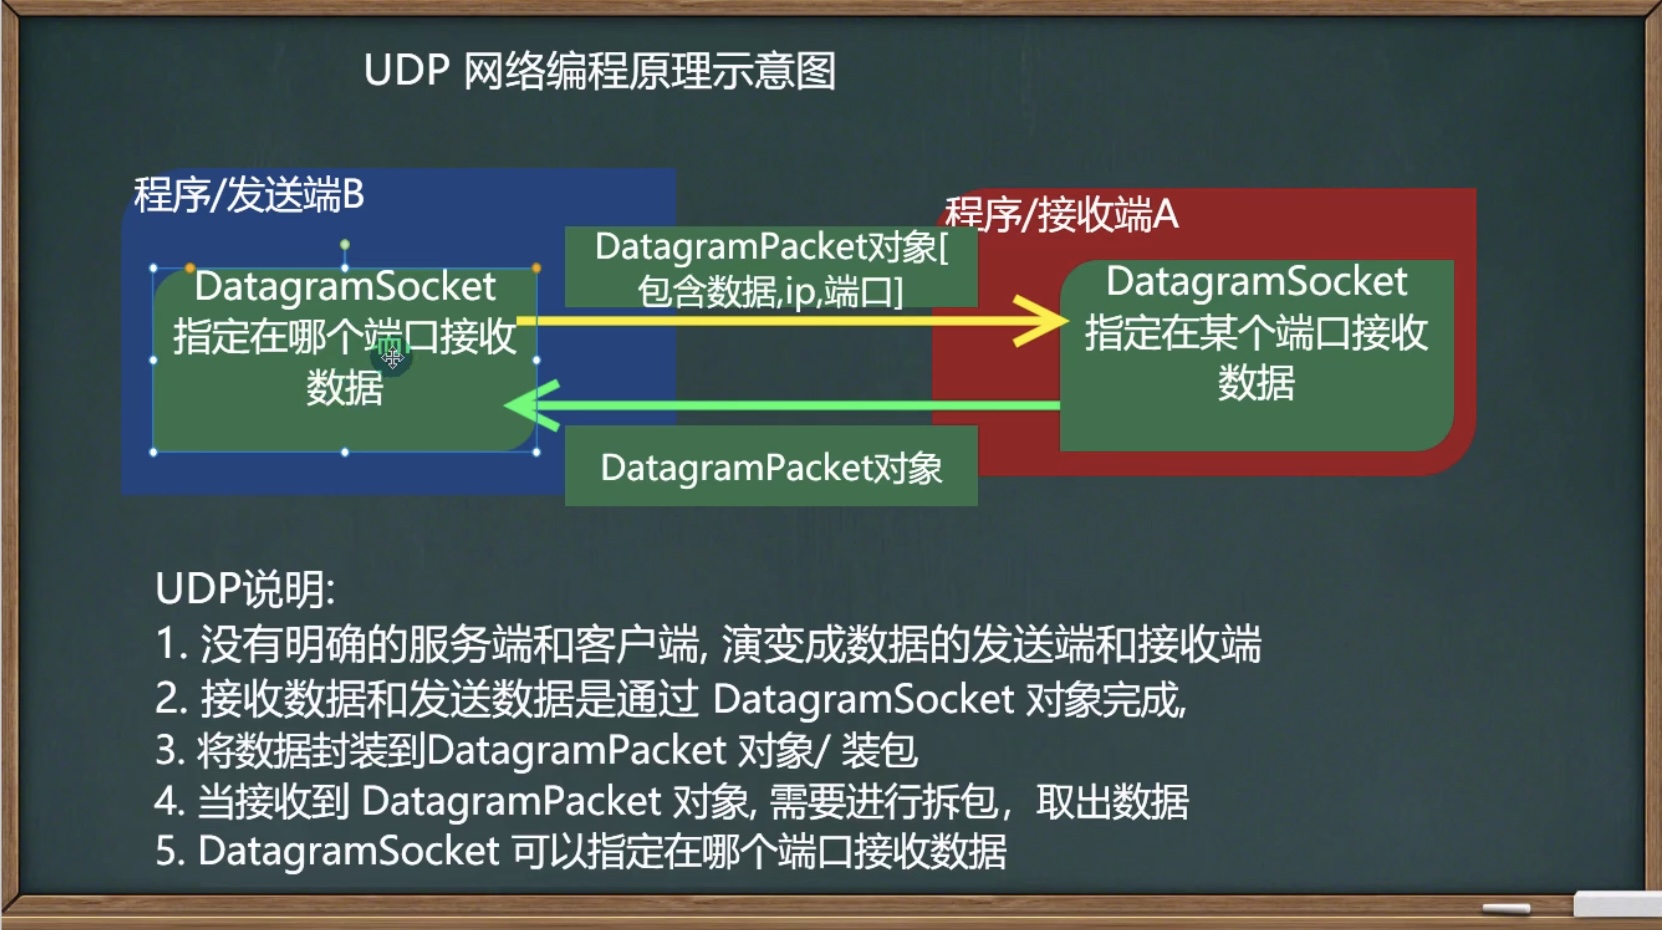 UDP 网络编程原理示意图
程序/发送端B
DatagramSocket
指定在哪个端口接收
数据
DatagramPacket对象[
包含数据,ip,端口]
DatagramPacket对象
程序/接收端A
DatagramSocket
指定在某个端口接收
数据
UDP说明:
1. 没有明确的服务端和客户端, 演变成数据的发送端和接收端
2. 接收数据和发送数据是通过 DatagramSocket 对象完成,
3. 将数据封装到DatagramPacket 对象/ 装包
4. 当接收到 DatagramPacket 对象, 需要进行拆包，取出数据
5. DatagramSocket 可以指定在哪个端口接收数据